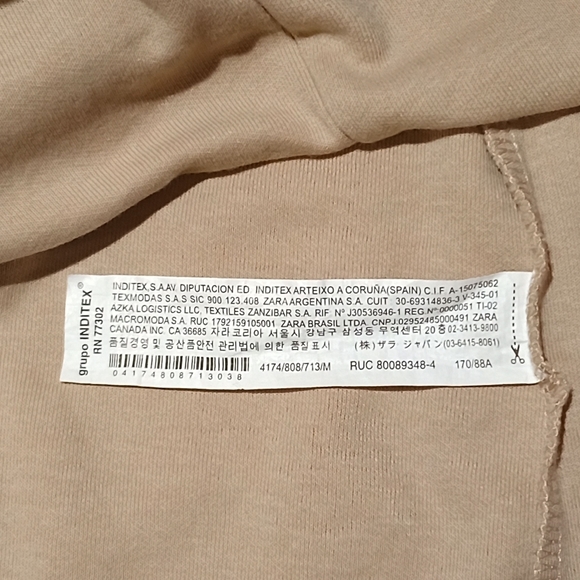 grupo INDITEX®
RN 77302
INDITEX,S.A.AV. DIPUTACION ED INDITEX ARTEIXO A CORUÑA(SPAIN) C.I.F. A-15075062
TEXMODAS S.A.S SIC 900.123.408 ZARA ARGENTINA S.A. CUIT 30-69314836-3 V-345-01
AZKA LOGISTICS LLC, TEXTILES ZANZIBAR S.A. RIF. Nº J30536946-1 REG.Nº 0000051 TI-02
MACROMODA S.A. RUC 1792159105001 ZARA BRASIL LTDA. CNPJ.02952485000491 ZARA
CANADA INC. CA 36685 자라코리아 서울시 강남구 삼성동 무역센터 20 층 02-3413-9800
품질경영 및 공산품안전 관리법에 의한 품질표시 (株) ザラ ジャパン (03-6415-8061)
04174808713038 4174/808/713/M RUC 80089348-4 170/88A